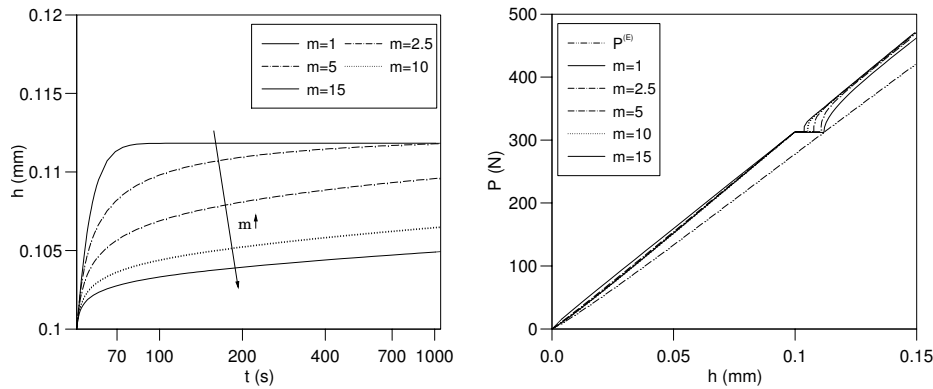 0.12
0.115
0.11
0.105
0.1
h (mm)
m=1 m=2.5
m=5 m=10
m=15
m
70 100 200 400 700 1000
t (s)
500
400
300
200
100
0
P (N)
P(E)
m=1
m=2.5
m=5
m=10
m=15
0.0 0.05 0.1 0.15
h (mm)